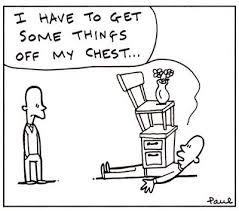 I HAVE TO GET
SOME THINGS
OFF MY CHEST...
Paul